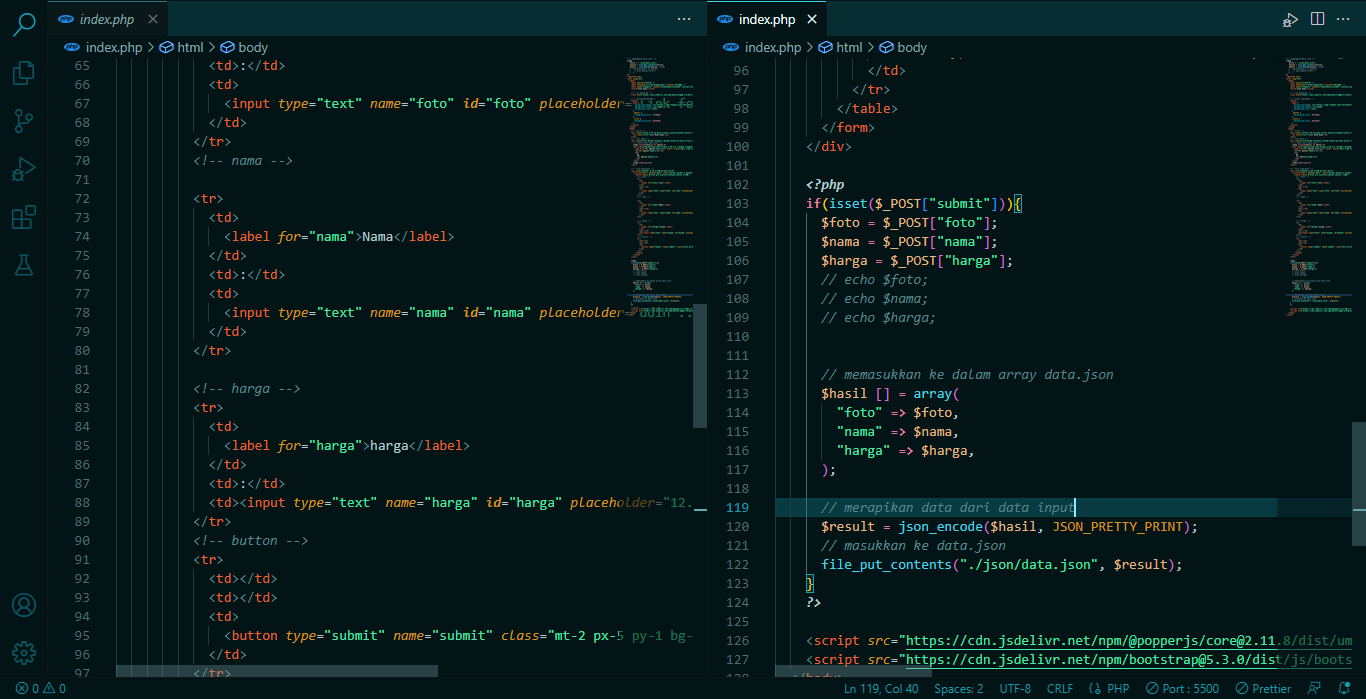 index.php
index.php > html > body
65 <td>:</td>
66 <td>
67 <input type="text" name="foto" id="foto" placeholder="link fo
68 </td>
69 </tr>
70 <!-- nama -->
71
72 <tr>
73 <td>
74 <label for="nama">Nama</label>
75 </td>
76 <td>:</td>
77 <td>
78 <input type="text" name="nama" id="nama" placeholder="udin ..
79 </td>
80 </tr>
81
82 <!-- harga -->
83 <tr>
84 <td>
85 <label for="harga">harga</label>
86 </td>
87 <td>:</td>
88 <td><input type="text" name="harga" id="harga" placeholder="12.
89 </tr>
90 <!-- button -->
91 <tr>
92 <td></td>
93 <td></td>
94 <td>
95 <button type="submit" name="submit" class="mt-2 px-5 py-1 bg-
96 </td>
97 </tr>
index.php
index.php > html > body
96 </td>
97 </tr>
98 </table>
99 </form>
100 </div>
101
102 <?php
103 if(isset($_POST["submit"])){
104 $foto = $_POST["foto"];
105 $nama = $_POST["nama"];
106 $harga = $_POST["harga"];
107 // echo $foto;
108 // echo $nama;
109 // echo $harga;
110
111
112 // memasukkan ke dalam array data.json
113 $hasil [] = array(
114 "foto" => $foto,
115 "nama" => $nama,
116 "harga" => $harga,
117 );
118
119 // merapikan data dari data input
120 $result = json_encode($hasil, JSON_PRETTY_PRINT);
121 // masukkan ke data.json
122 file_put_contents("./json/data.json", $result);
123 }
124 ?>
125
126 <script src="https://cdn.jsdelivr.net/npm/@popperjs/core@2.11.8/dist/um
127 <script src="https://cdn.jsdelivr.net/npm/bootstrap@5.3.0/dist/js/boots
</body>
0 0 Ln 119, Col 40 Spaces: 2 UTF-8 CRLF {} PHP Port : 5500 Prettier